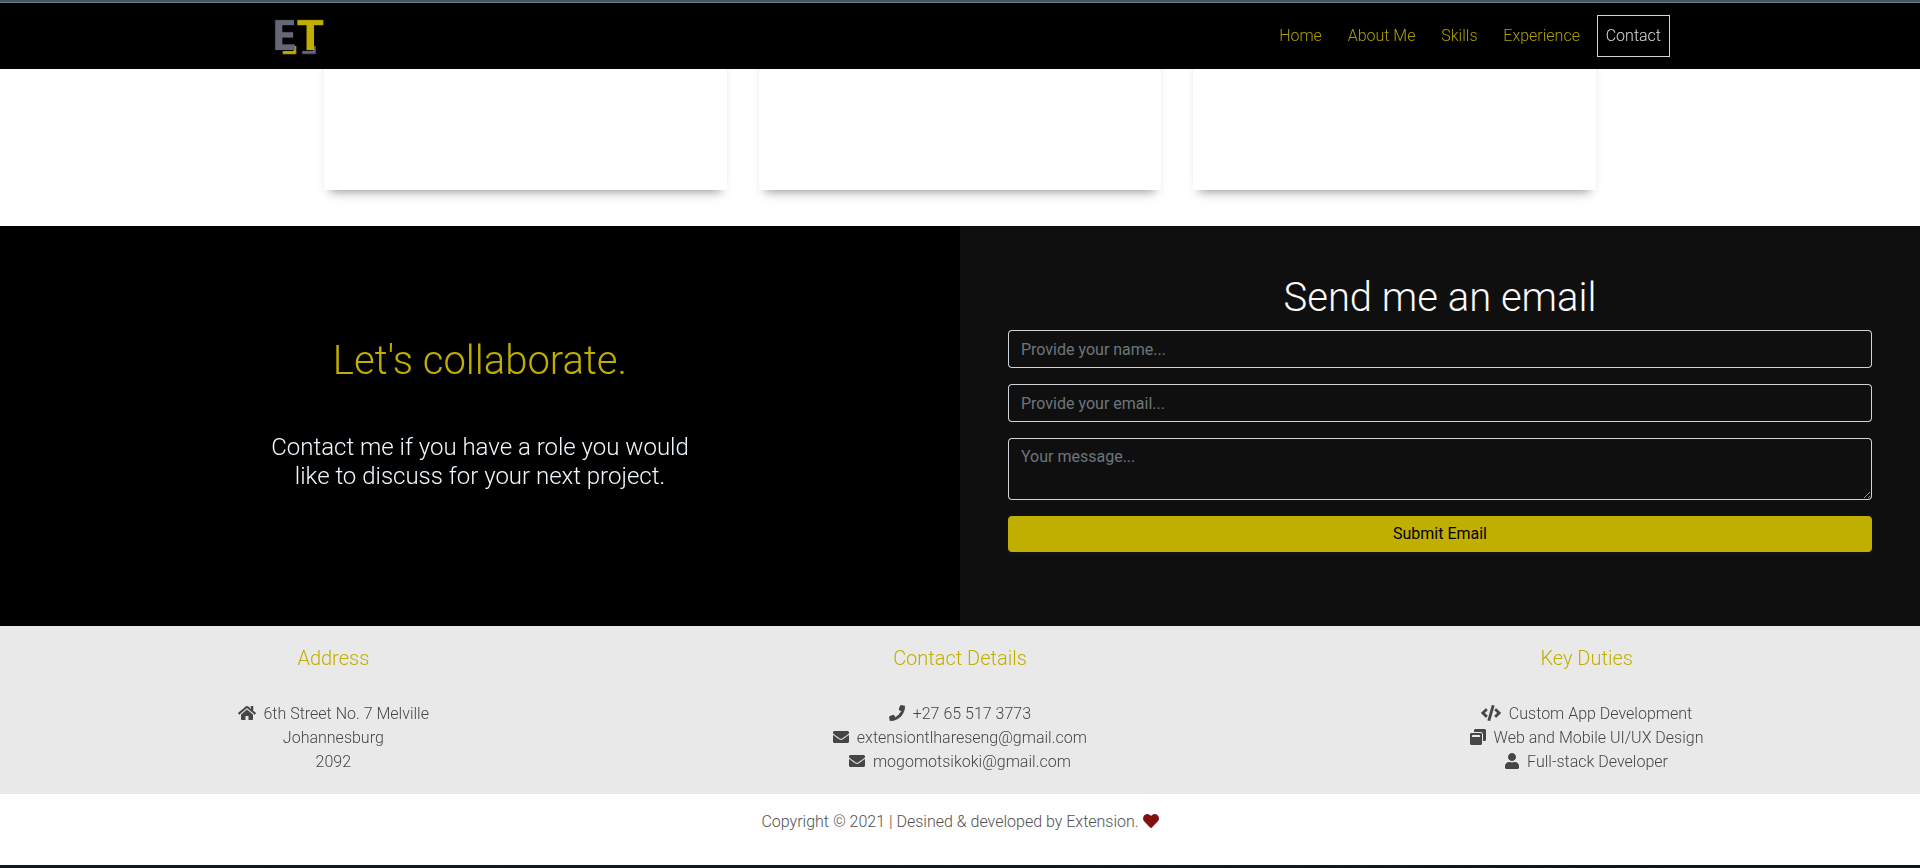 ET
Home About Me Skills Experience Contact
Let's collaborate.
Contact me if you have a role you would
like to discuss for your next project.
Send me an email
Provide your name...
Provide your email...
Your message...
Submit Email
Address
6th Street No. 7 Melville
Johannesburg
2092
Contact Details
+27 65 517 3773
extensiontlhareseng@gmail.com
mogomotsikoki@gmail.com
Key Duties
Custom App Development
Web and Mobile UI/UX Design
Full-stack Developer
Copyright © 2021 | Desined & developed by Extension.